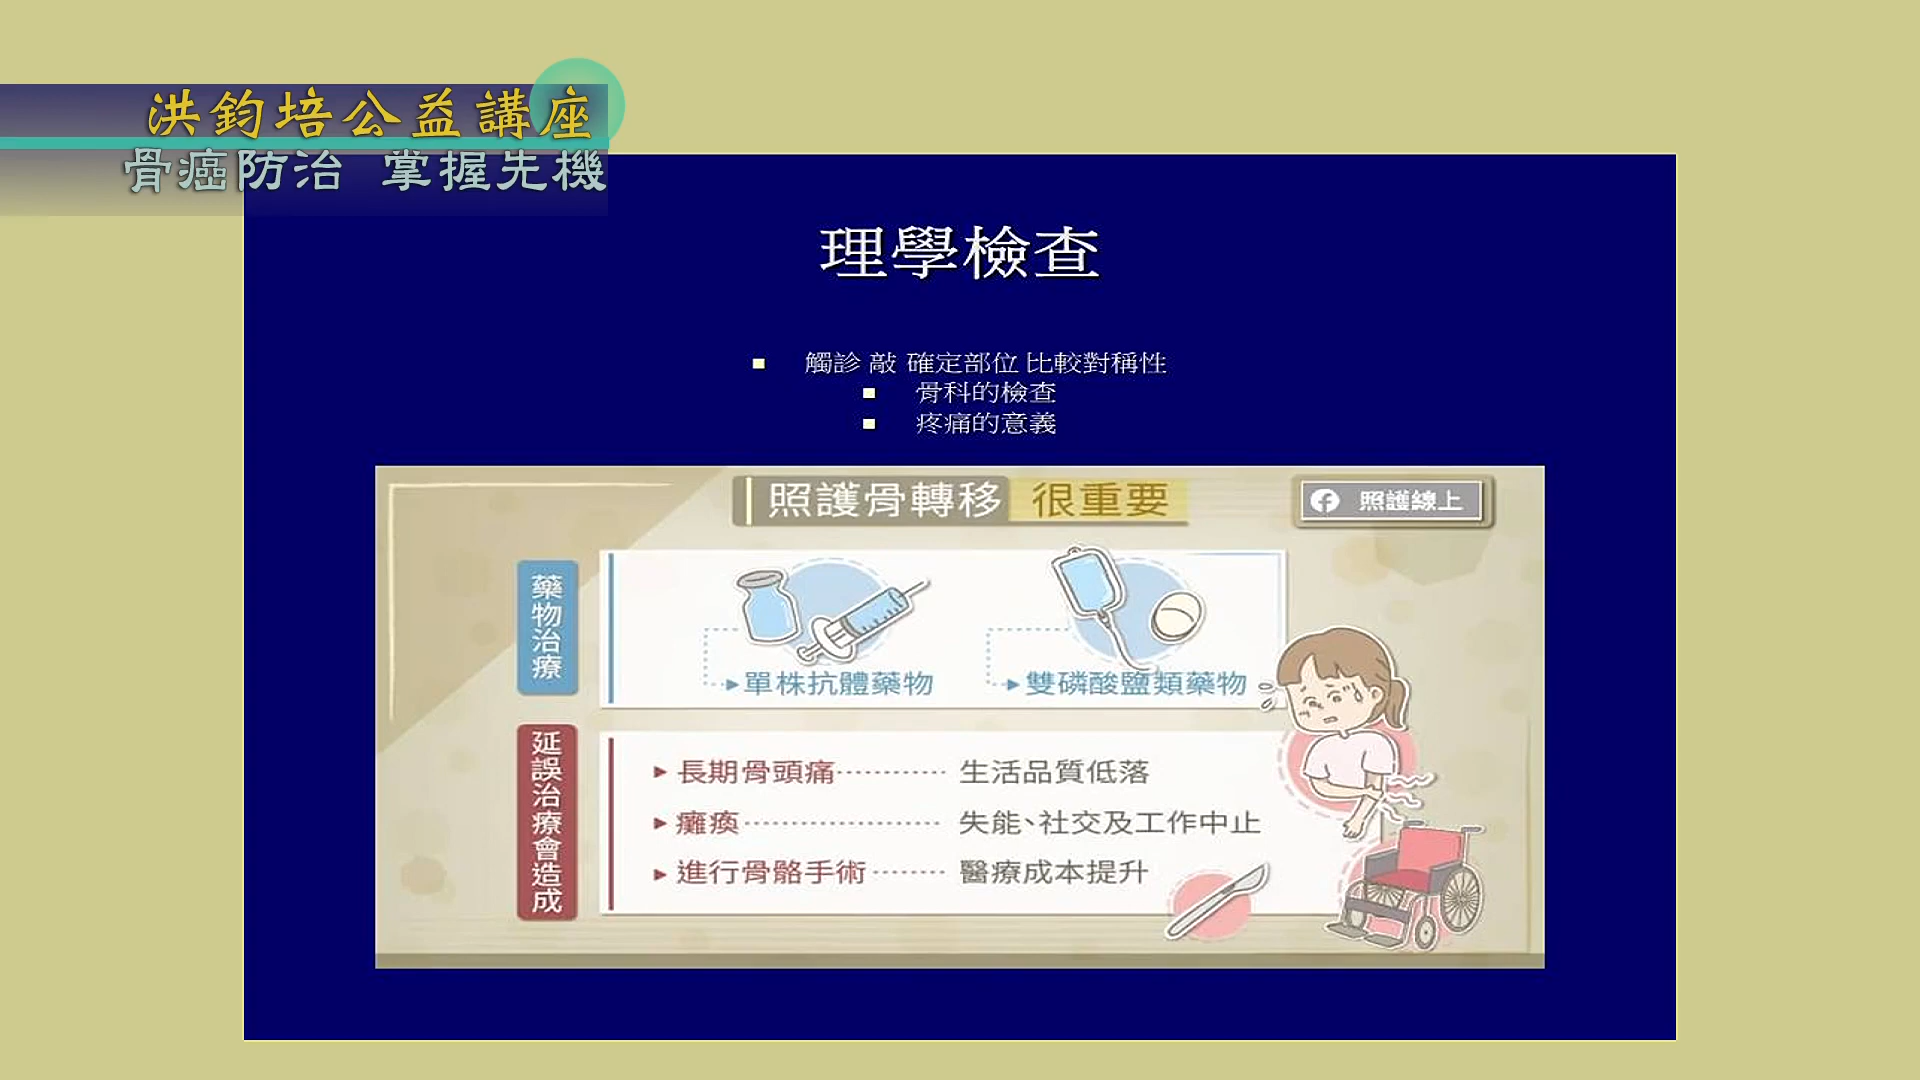 洪鈞培公益講座
骨癌防治 掌握先機
理學檢查
觸診 敲 確定部位 比較對稱性
骨科的檢查
疼痛的意義
照護骨轉移 很重要
照護線上
藥物治療
單株抗體藥物
雙磷酸鹽類藥物
延誤治療會造成
長期骨頭痛 生活品質低落
癱瘓 失能、社交及工作中止
進行骨骼手術 醫療成本提升